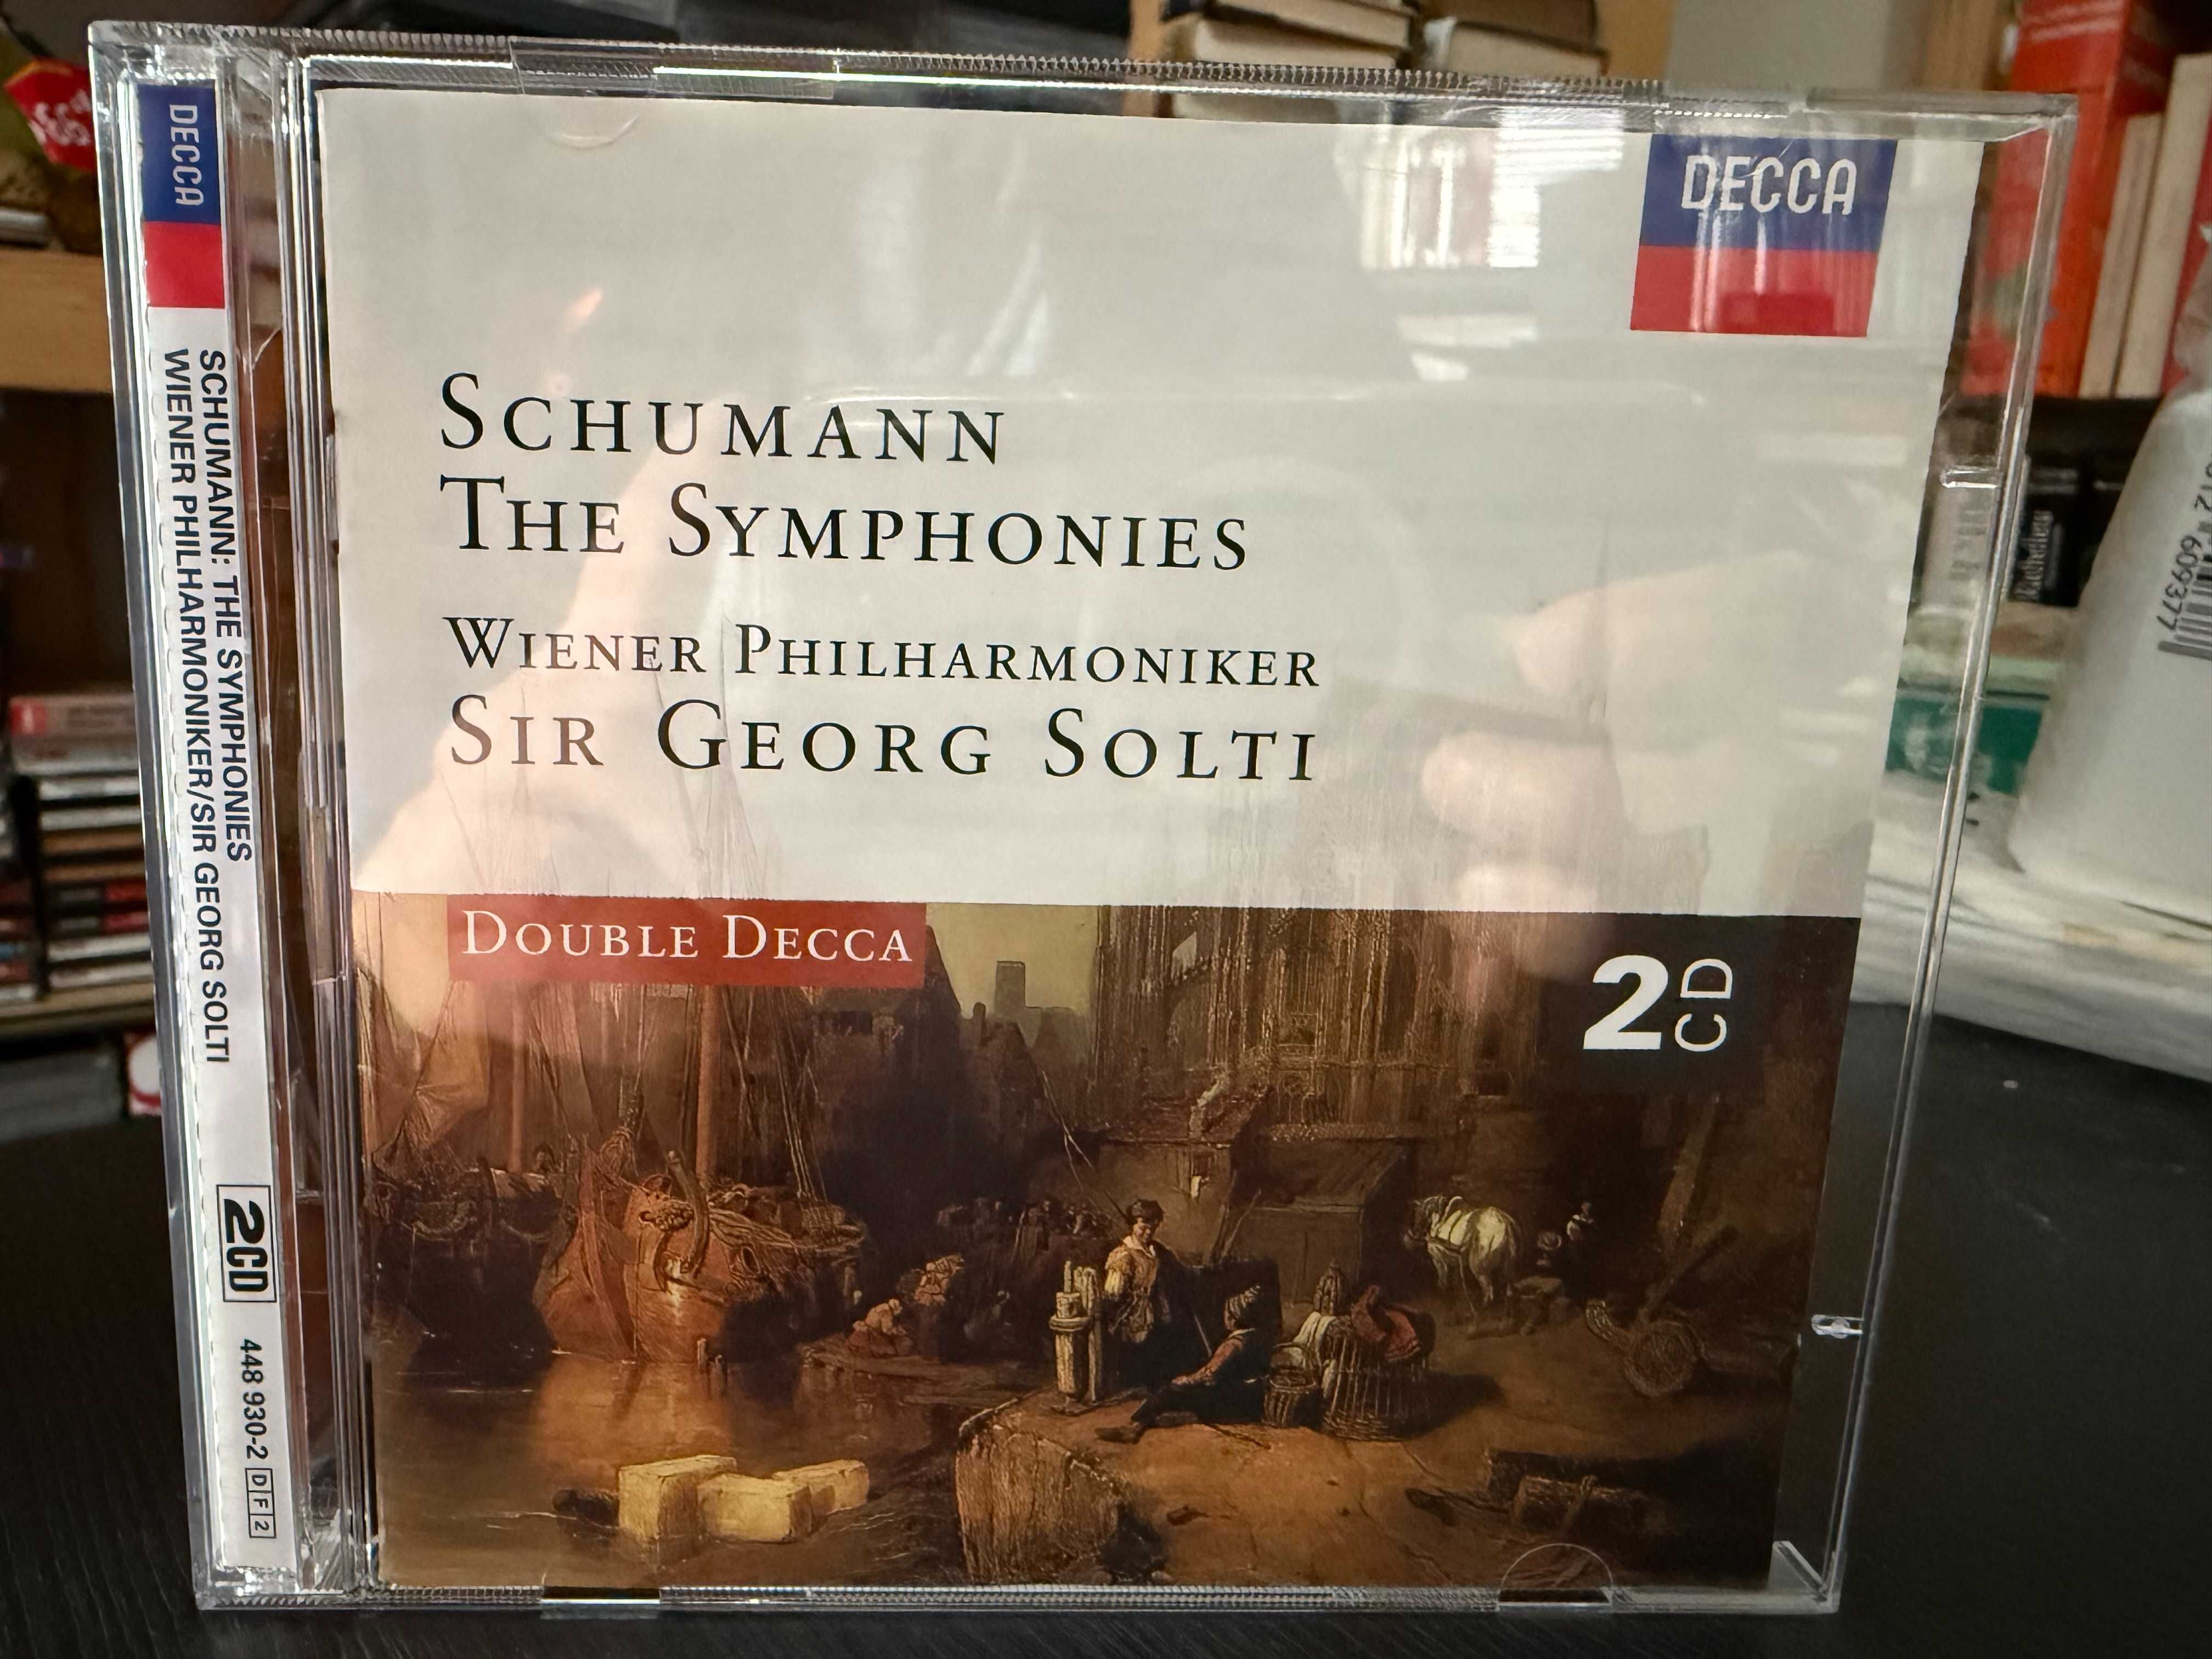 DECCA
SCHUMANN: THE SYMPHONIES
WIENER PHILHARMONIKER/SIR GEORG SOLTI
2CD
448 930-2 DF2
DECCA
SCHUMANN
THE SYMPHONIES
WIENER PHILHARMONIKER
SIR GEORG SOLTI
DOUBLE DECCA
2CD
609377